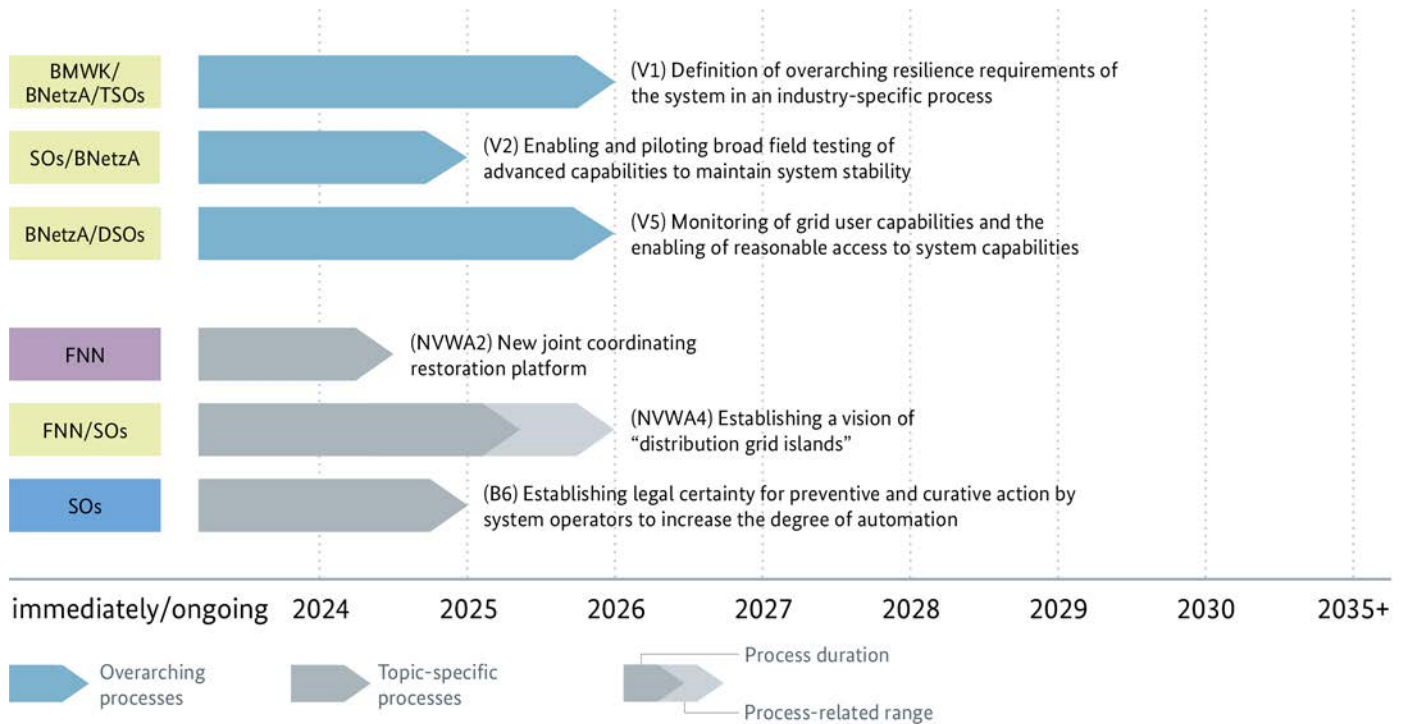 BMWK/
BNetzA/TSOs
(V1) Definition of overarching resilience requirements of
the system in an industry-specific process
SOs/BNetzA
(V2) Enabling and piloting broad field testing of
advanced capabilities to maintain system stability
BNetzA/DSOs
(V5) Monitoring of grid user capabilities and the
enabling of reasonable access to system capabilities
FNN
(NVWA2) New joint coordinating
restoration platform
FNN/SOs
(NVWA4) Establishing a vision of
“distribution grid islands”
SOs
(B6) Establishing legal certainty for preventive and curative action by
system operators to increase the degree of automation
immediately/ongoing 2024 2025 2026 2027 2028 2029 2030 2035+
Overarching
processes
Topic-specific
processes
Process duration
Process-related range